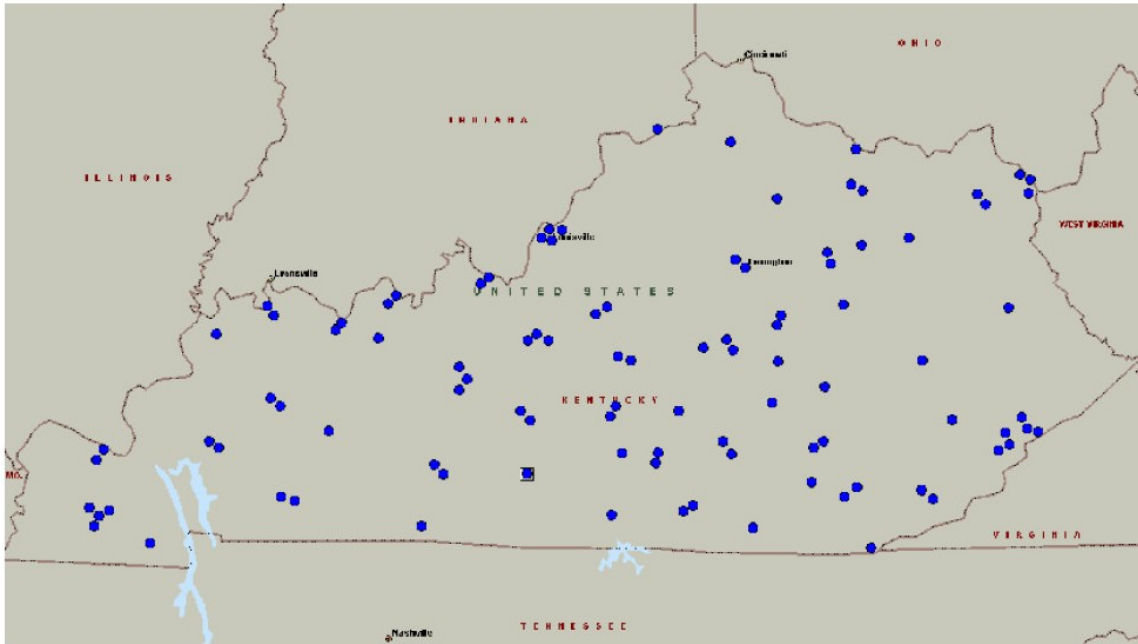 Cincinnati
OHIO
INDIANA
ILLINOIS
WEST VIRGINIA
Louisville
Lexington
Evansville
UNITED STATES
KENTUCKY
MO.
VIRGINIA
TENNESSEE
Nashville